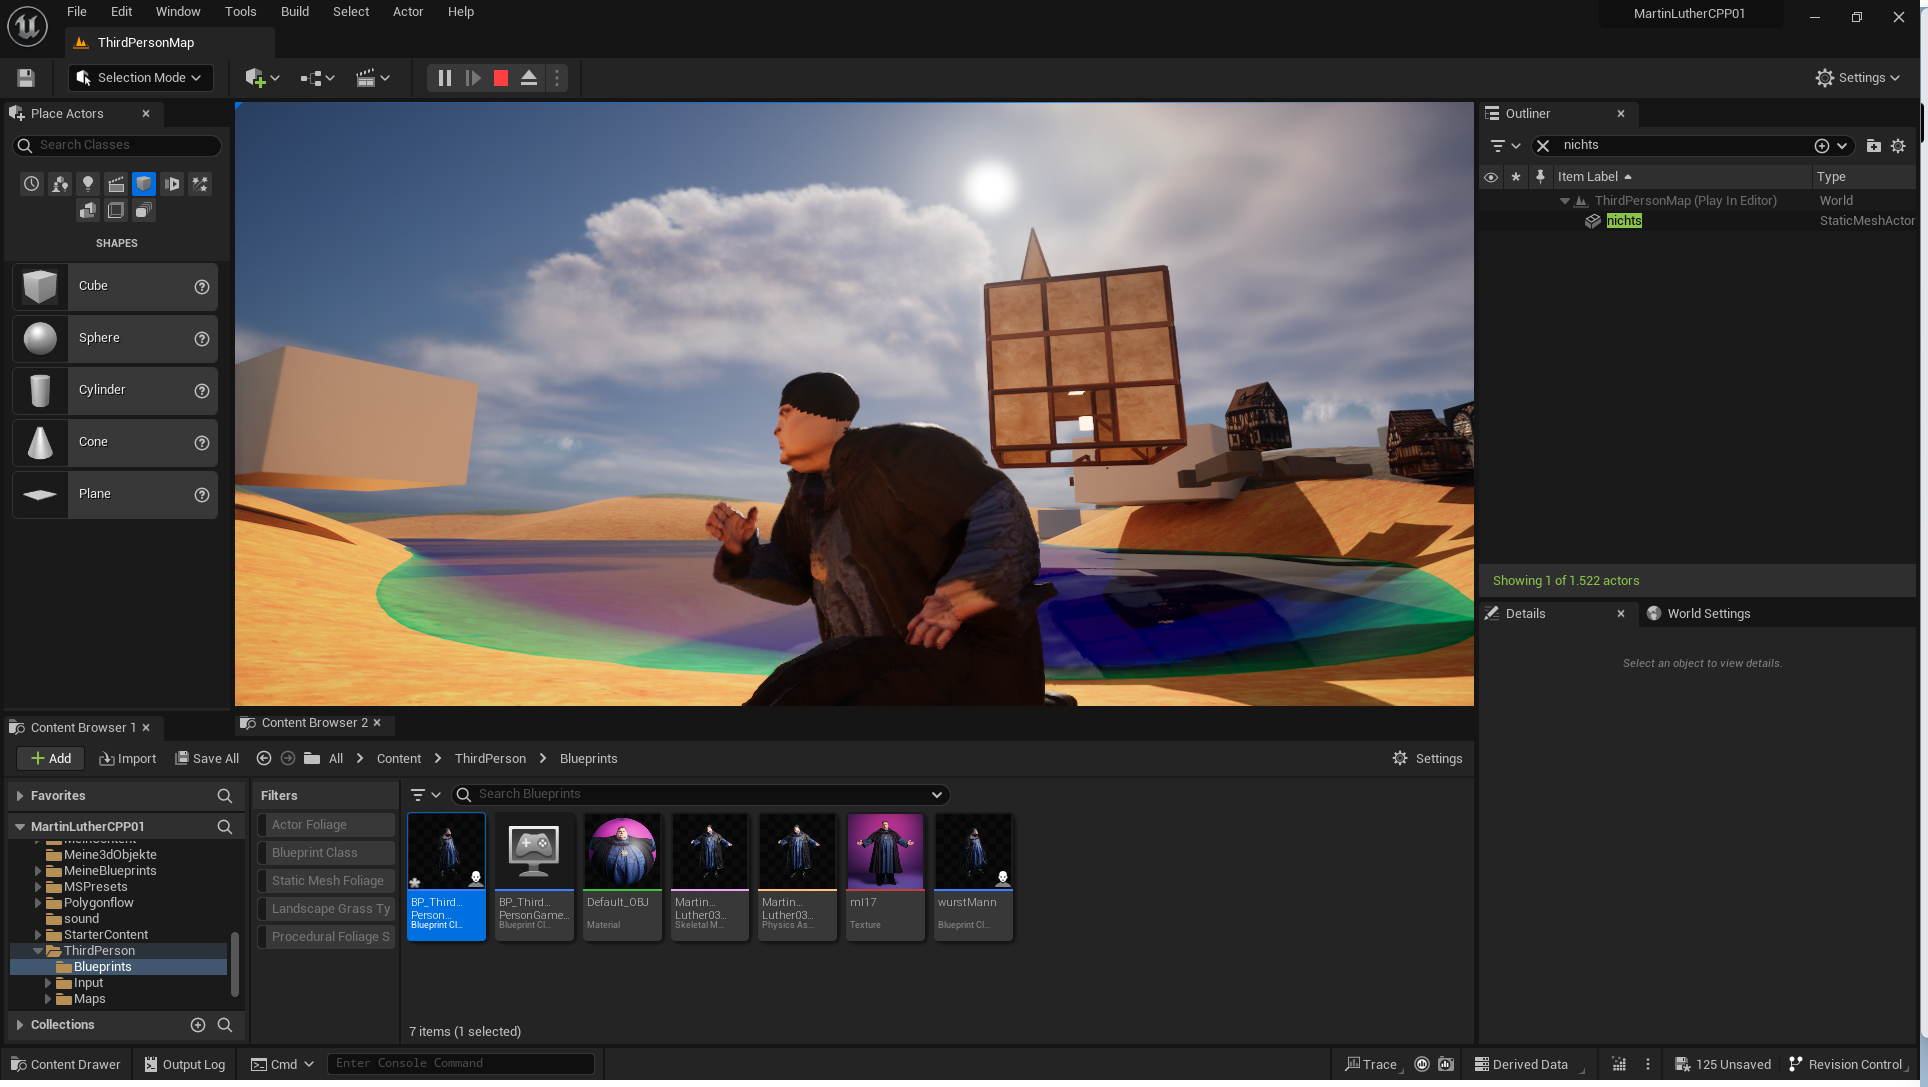 File Edit Window Tools Build Select Actor Help
MartinLutherCPP01
ThirdPersonMap
Selection Mode
Settings
Place Actors
Search Classes
SHAPES
Cube
Sphere
Cylinder
Cone
Plane
Outliner
nichts
Item Label Type
ThirdPersonMap (Play In Editor) World
nichts StaticMeshActor
Showing 1 of 1.522 actors
Details World Settings
Select an object to view details.
Content Browser 1 Content Browser 2
Add Import Save All All Content ThirdPerson Blueprints Settings
Favorites
MartinLutherCPP01
Meine3dObjekte
MeineBlueprints
MSPresets
Polygonflow
sound
StarterContent
ThirdPerson
Blueprints
Input
Maps
Collections
Filters
Actor Foliage
Blueprint Class
Static Mesh Foliage
Landscape Grass Ty
Procedural Foliage S
Search Blueprints
BP_Third...
Person...
Blueprint Cl...
BP_Third...
PersonGame...
Blueprint Cl...
Default_OBJ
Material
Martin...
Luther03...
Skeletal M...
Martin...
Luther03...
Physics As...
ml17
Texture
wurstMann
Blueprint Cl...
7 items (1 selected)
Content Drawer Output Log Cmd Enter Console Command Trace Derived Data 125 Unsaved Revision Control